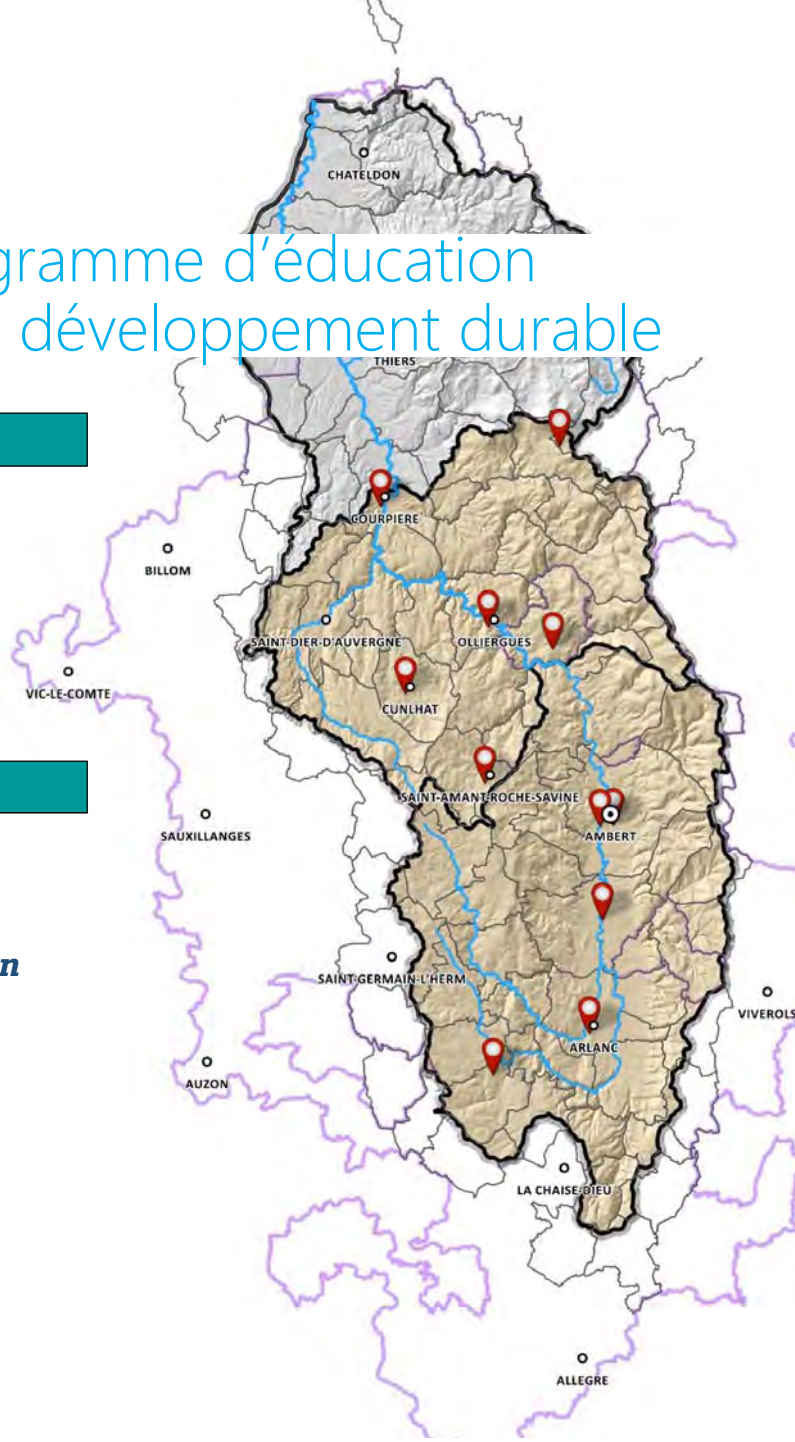 CHATELDON
gramme d'éducation
développement durable
THIERS
COURPIERE
BILLOM
SAINT-DIER-D'AUVERGNE
OLLIERGUES
VIC-LE-COMTE
CUNLHAT
SAINT-AMANT-ROCHE-SAVINE
SAUXILLANGES
AMBERT
n
SAINT-GERMAIN-L'HERM
VIVEROLS
ARLANC
AUZON
LA CHAISE-DIEU
ALLEGRE